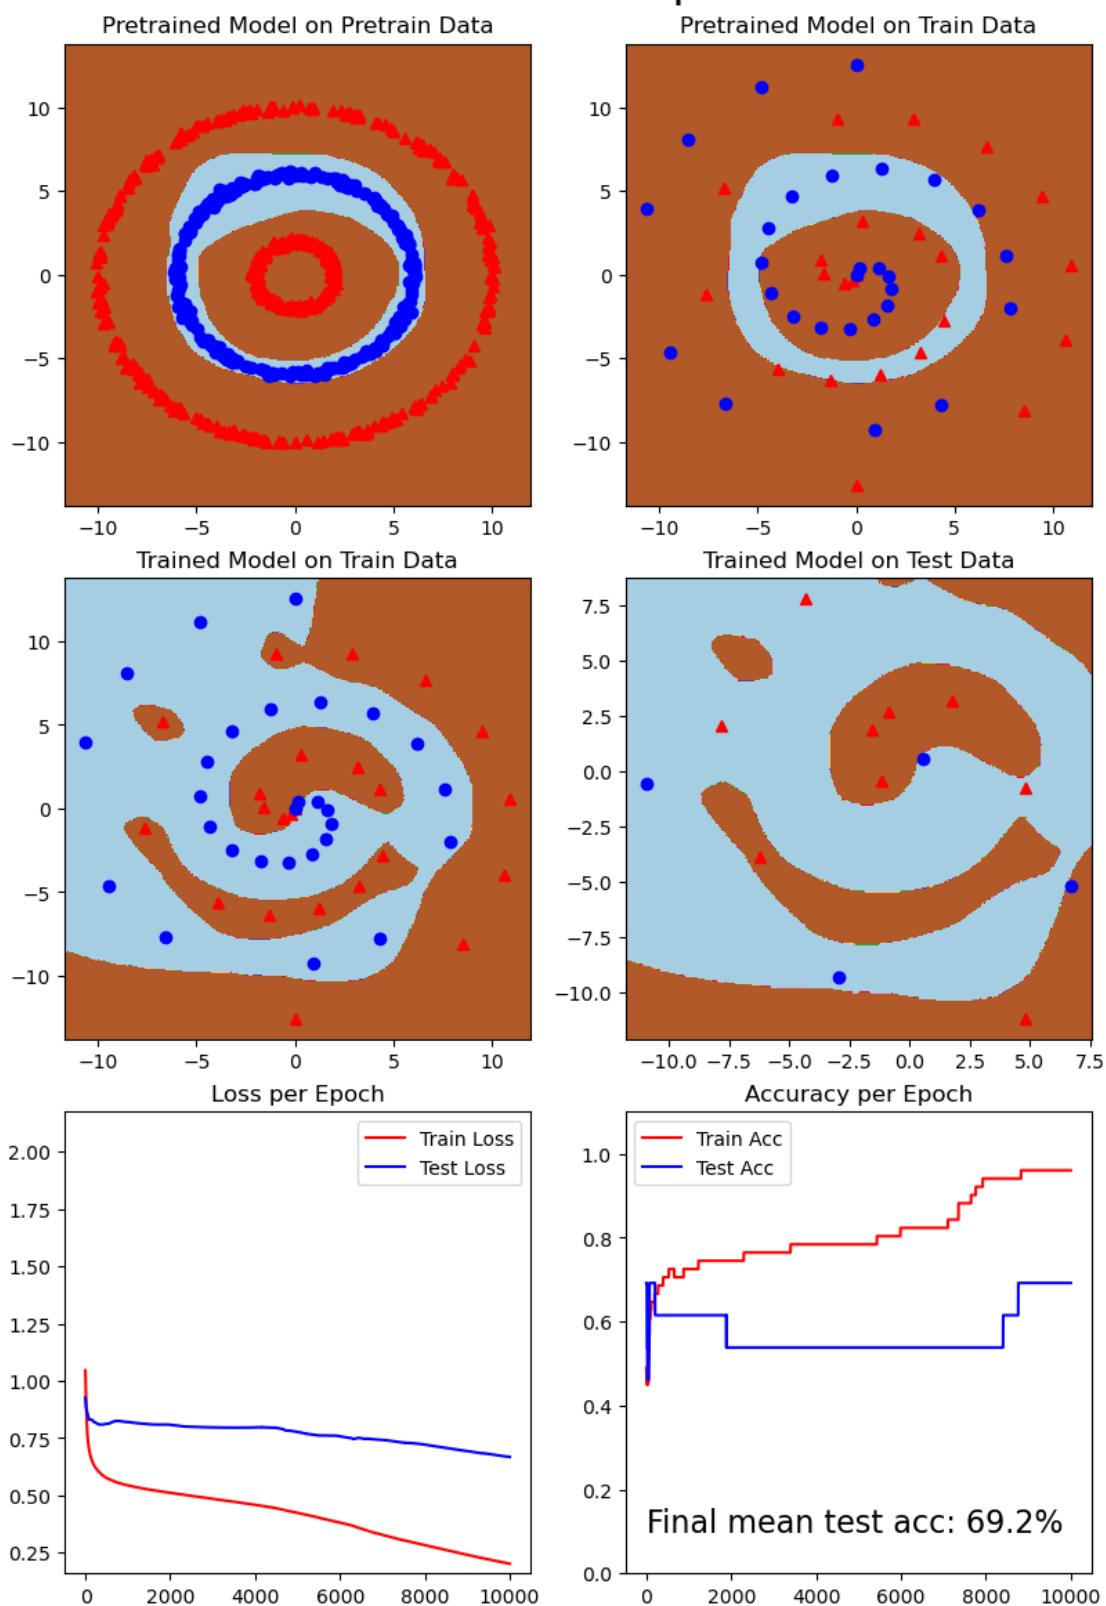 Pretrained Model on Pretrain Data
Pretrained Model on Train Data
10
5
0
−5
−10
−10 −5 0 5 10
10
5
0
−5
−10
−10 −5 0 5 10
Trained Model on Train Data
Trained Model on Test Data
10
5
0
−5
−10
−10 −5 0 5 10
7.5
5.0
2.5
0.0
−2.5
−5.0
−7.5
−10.0
−10.0 −7.5 −5.0 −2.5 0.0 2.5 5.0 7.5
Loss per Epoch
Accuracy per Epoch
2.00
1.75
1.50
1.25
1.00
0.75
0.50
0.25
Train Loss
Test Loss
0 2000 4000 6000 8000 10000
1.0
0.8
0.6
0.4
0.2
0.0
Train Acc
Test Acc
Final mean test acc: 69.2%
0 2000 4000 6000 8000 10000